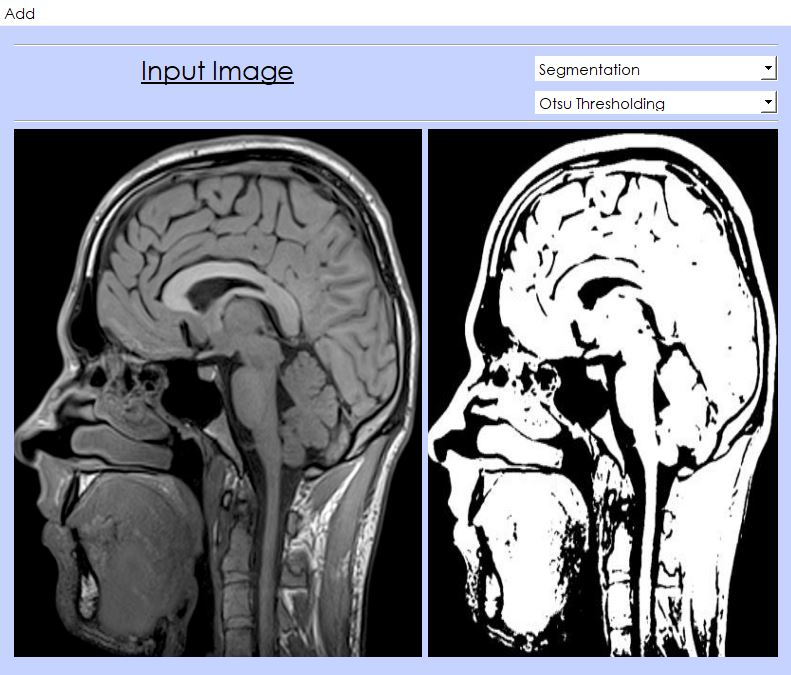 Add
Input Image
Segmentation
Otsu Thresholding